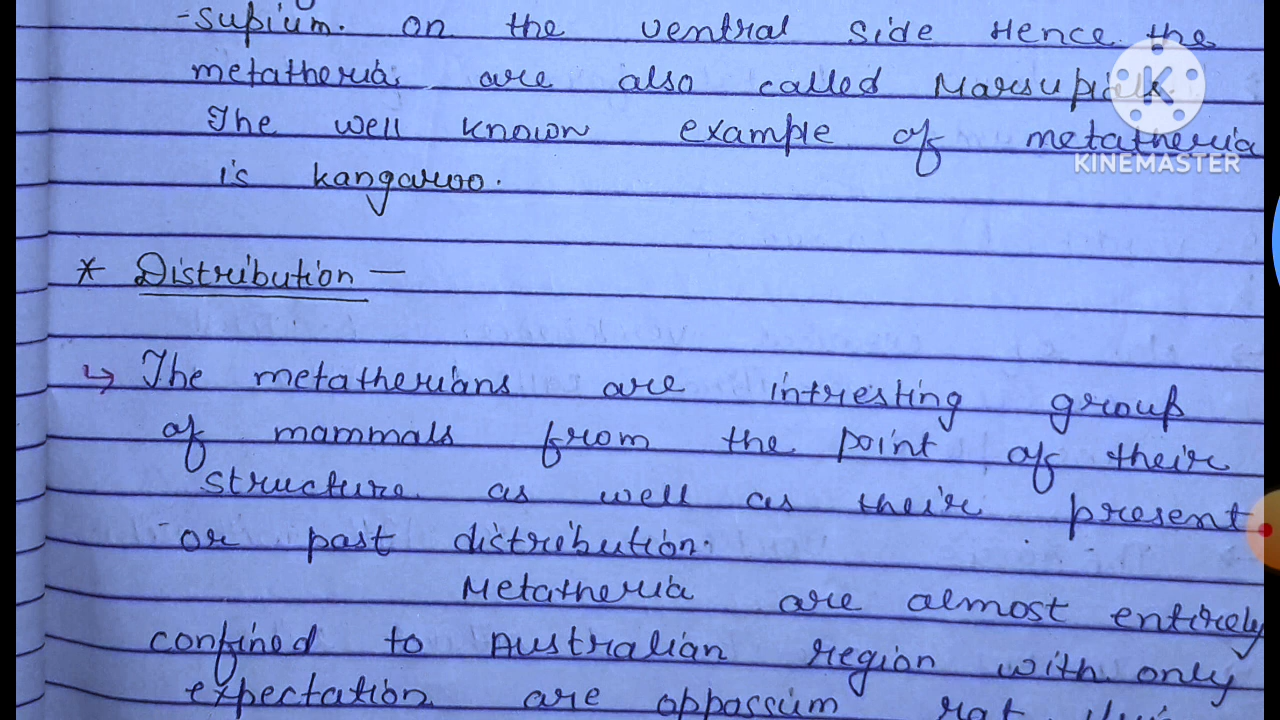 -supium. on the ventral side Hence the
metatheria are also called Marsupials
The well known example of metatheria
is kangaroo.
* Distribution —
↳ The metatherians are intresting group
of mammals from the point of their
structure as well as their present
or past distribution.
Metatheria are almost entirely
confined to Australian region with only
expectation are oppassum rat
K
KINEMASTER